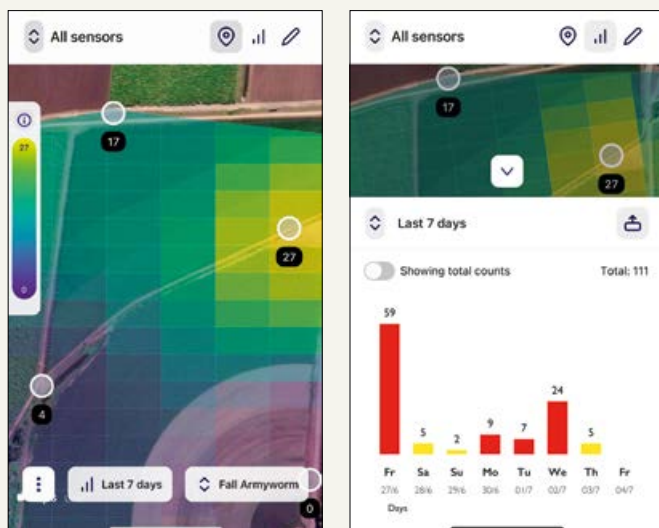 All sensors
27
0
17
27
4
0
Last 7 days
Fall Armyworm
All sensors
17
27
Last 7 days
Showing total counts Total: 111
59
5
2
9
7
24
5
Fr Sa Su Mo Tu We Th Fr
27/6 28/6 29/6 30/6 01/7 02/7 03/7 04/7
Days